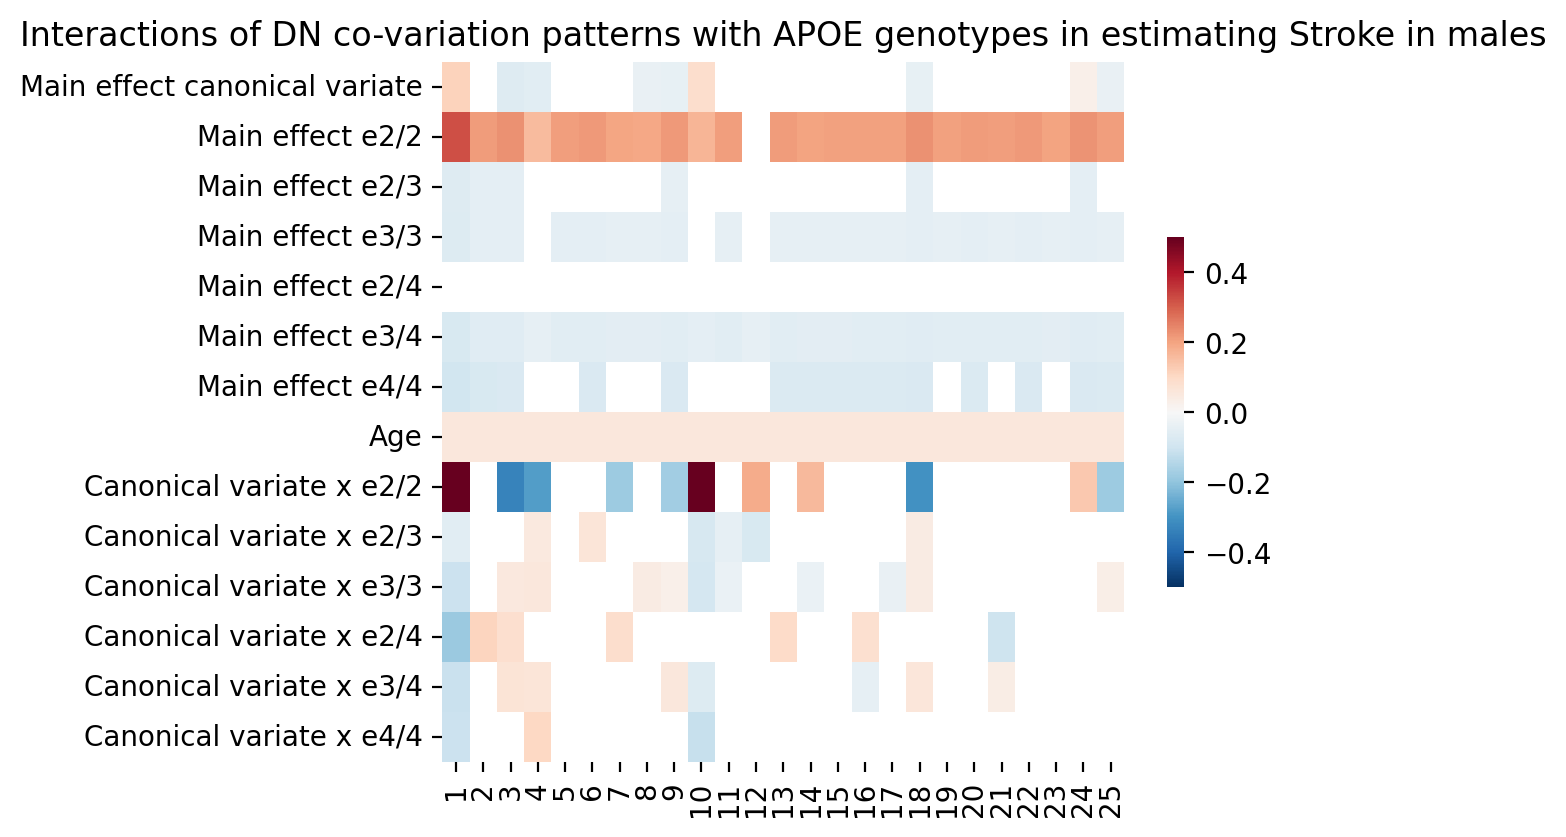 Interactions of DN co-variation patterns with APOE genotypes in estimating Stroke in males
Main effect canonical variate
Main effect e2/2
Main effect e2/3
Main effect e3/3
Main effect e2/4
Main effect e3/4
Main effect e4/4
Age
Canonical variate x e2/2
Canonical variate x e2/3
Canonical variate x e3/3
Canonical variate x e2/4
Canonical variate x e3/4
Canonical variate x e4/4
1 2 3 4 5 6 7 8 9 10 11 12 13 14 15 16 17 18 19 20 21 22 23 24 25
0.4
0.2
0.0
−0.2
−0.4